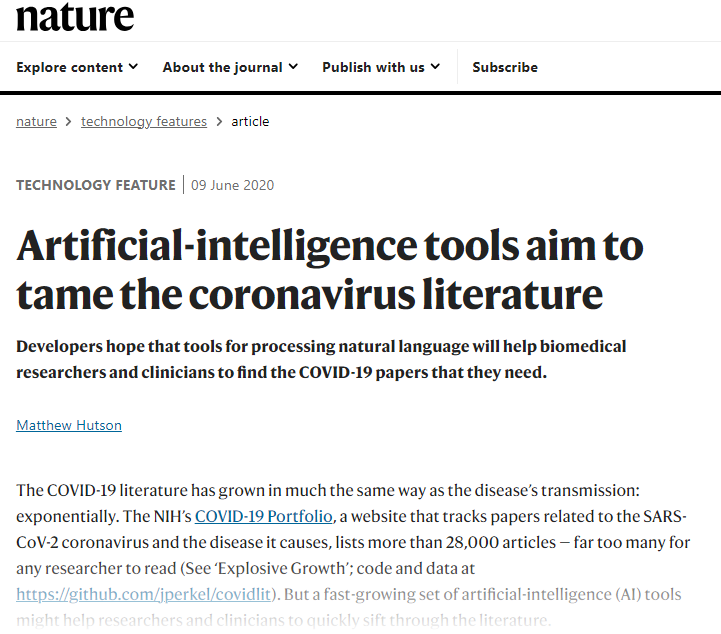 nature
Explore content About the journal Publish with us Subscribe
nature > technology features > article
TECHNOLOGY FEATURE | 09 June 2020
Artificial-intelligence tools aim to
tame the coronavirus literature
Developers hope that tools for processing natural language will help biomedical
researchers and clinicians to find the COVID-19 papers that they need.
Matthew Hutson
The COVID-19 literature has grown in much the same way as the disease’s transmission:
exponentially. The NIH’s COVID-19 Portfolio, a website that tracks papers related to the SARS-
CoV-2 coronavirus and the disease it causes, lists more than 28,000 articles — far too many for
any researcher to read (See ‘Explosive Growth’; code and data at
https://github.com/jperkel/covidlit). But a fast-growing set of artificial-intelligence (AI) tools
might help researchers and clinicians to quickly sift through the literature.